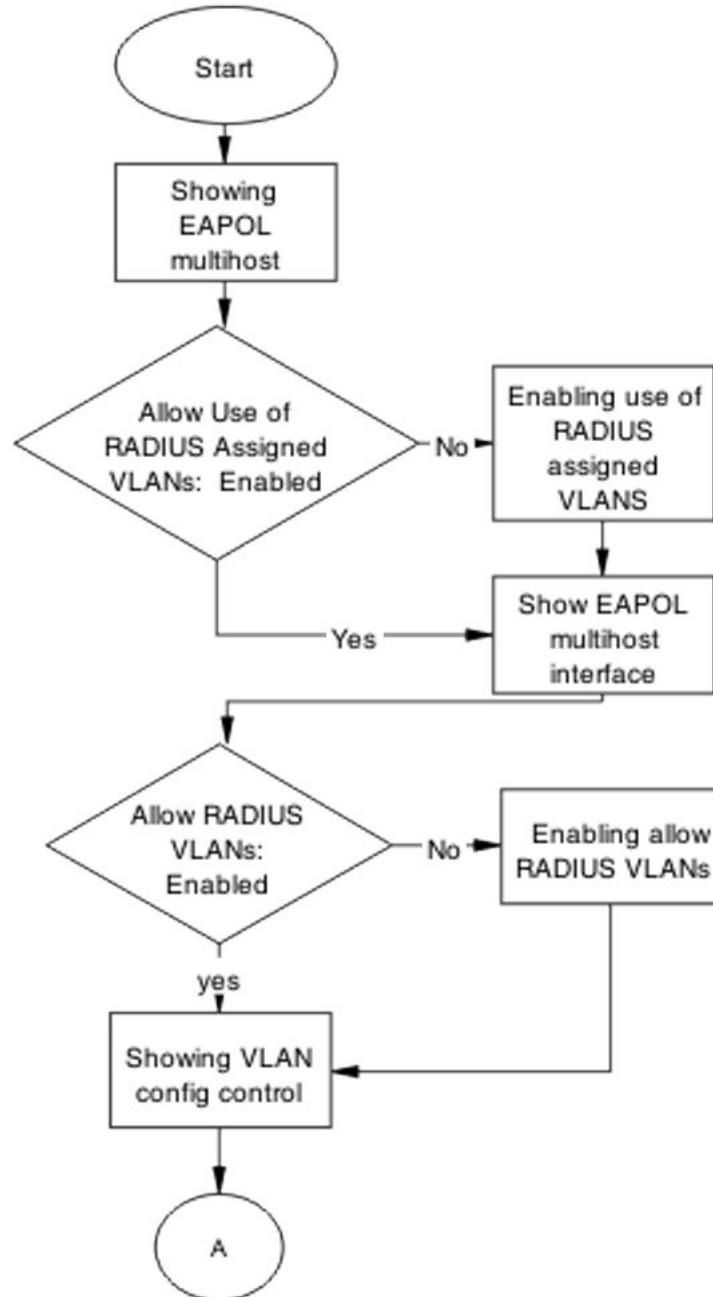 Start
Showing
EAPOL
multihost
Allow Use of
RADIUS Assigned
VLANs: Enabled
No
Enabling use of
RADIUS
assigned
VLANS
Yes
Show EAPOL
multihost
interface
Allow RADIUS
VLANs:
Enabled
No
Enabling allow
RADIUS VLANs
yes
Showing VLAN
config control
A